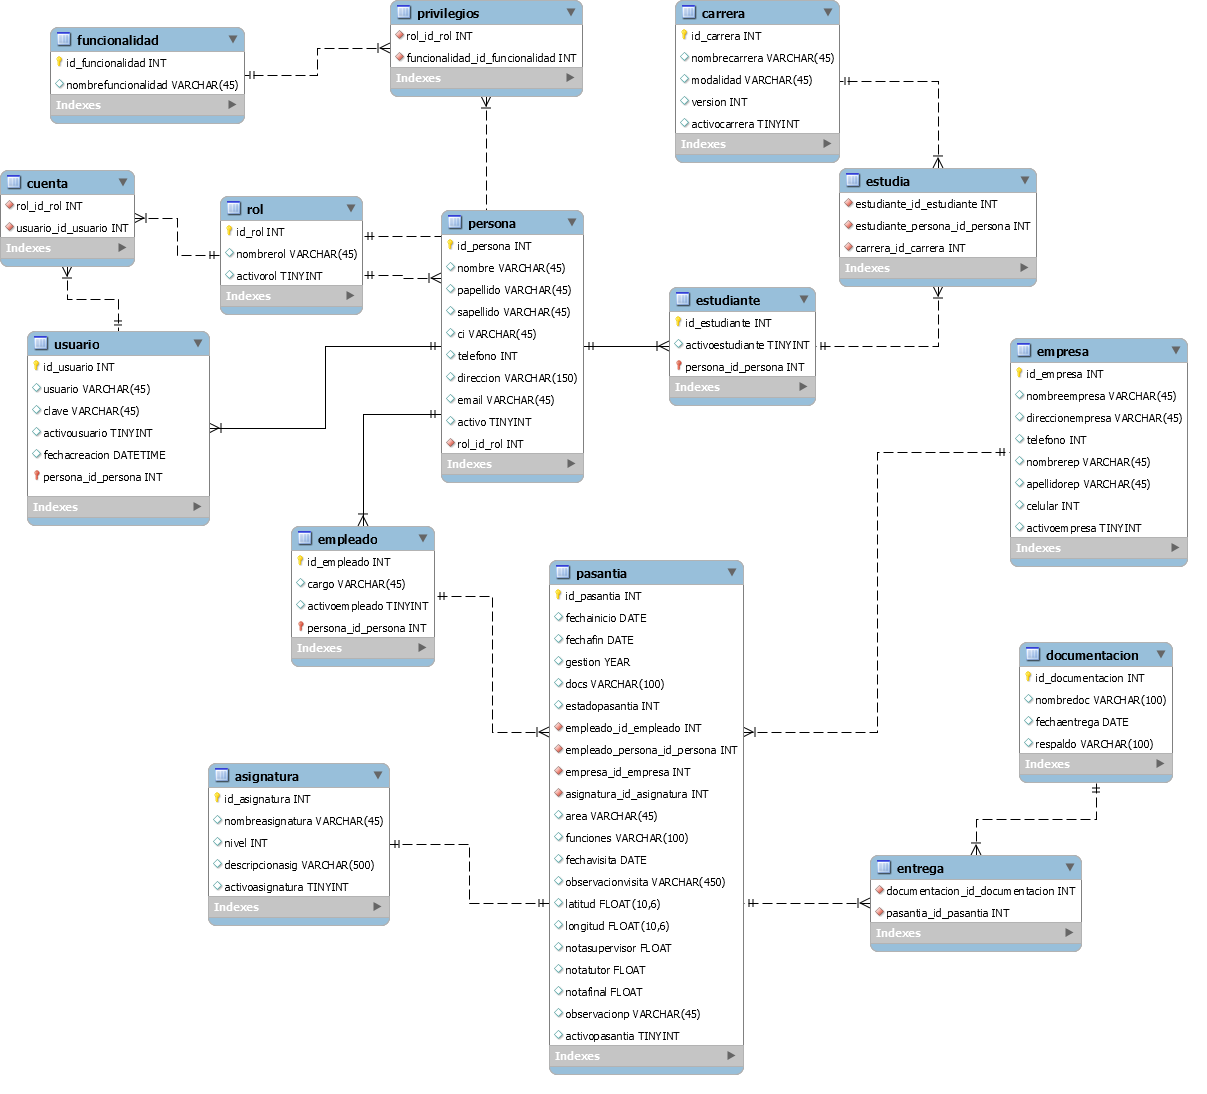 funcionalidad
id_funcionalidad INT
nombrefuncionalidad VARCHAR(45)
Indexes
privilegios
rol_id_rol INT
funcionalidad_id_funcionalidad INT
Indexes
carrera
id_carrera INT
nombrecarrera VARCHAR(45)
modalidad VARCHAR(45)
version INT
activocarrera TINYINT
Indexes
cuenta
rol_id_rol INT
usuario_id_usuario INT
Indexes
rol
id_rol INT
nombrerol VARCHAR(45)
activorol TINYINT
Indexes
persona
id_persona INT
nombre VARCHAR(45)
papellido VARCHAR(45)
sapellido VARCHAR(45)
ci VARCHAR(45)
telefono INT
direccion VARCHAR(150)
email VARCHAR(45)
activo TINYINT
rol_id_rol INT
Indexes
estudia
estudiante_id_estudiante INT
estudiante_persona_id_persona INT
carrera_id_carrera INT
Indexes
estudiante
id_estudiante INT
activoestudiante TINYINT
persona_id_persona INT
Indexes
usuario
id_usuario INT
usuario VARCHAR(45)
clave VARCHAR(45)
activousuario TINYINT
fechacreacion DATETIME
persona_id_persona INT
Indexes
empresa
id_empresa INT
nombreempresa VARCHAR(45)
direccionempresa VARCHAR(45)
telefono INT
nombrerep VARCHAR(45)
apellidorep VARCHAR(45)
celular INT
activoempresa TINYINT
Indexes
empleado
id_empleado INT
cargo VARCHAR(45)
activoempleado TINYINT
persona_id_persona INT
Indexes
pasantia
id_pasantia INT
fechainicio DATE
fechafin DATE
gestion YEAR
docs VARCHAR(100)
estadopasantia INT
empleado_id_empleado INT
empleado_persona_id_persona INT
empresa_id_empresa INT
asignatura_id_asignatura INT
area VARCHAR(45)
funciones VARCHAR(100)
fechavisita DATE
observacionvisita VARCHAR(450)
latitud FLOAT(10,6)
longitud FLOAT(10,6)
notasupervisor FLOAT
notatutor FLOAT
notafinal FLOAT
observacionp VARCHAR(45)
activopasantia TINYINT
Indexes
documentacion
id_documentacion INT
nombredoc VARCHAR(100)
fechaentrega DATE
respaldo VARCHAR(100)
Indexes
asignatura
id_asignatura INT
nombreasignatura VARCHAR(45)
nivel INT
descripcionasig VARCHAR(500)
activoasignatura TINYINT
Indexes
entrega
documentacion_id_documentacion INT
pasantia_id_pasantia INT
Indexes